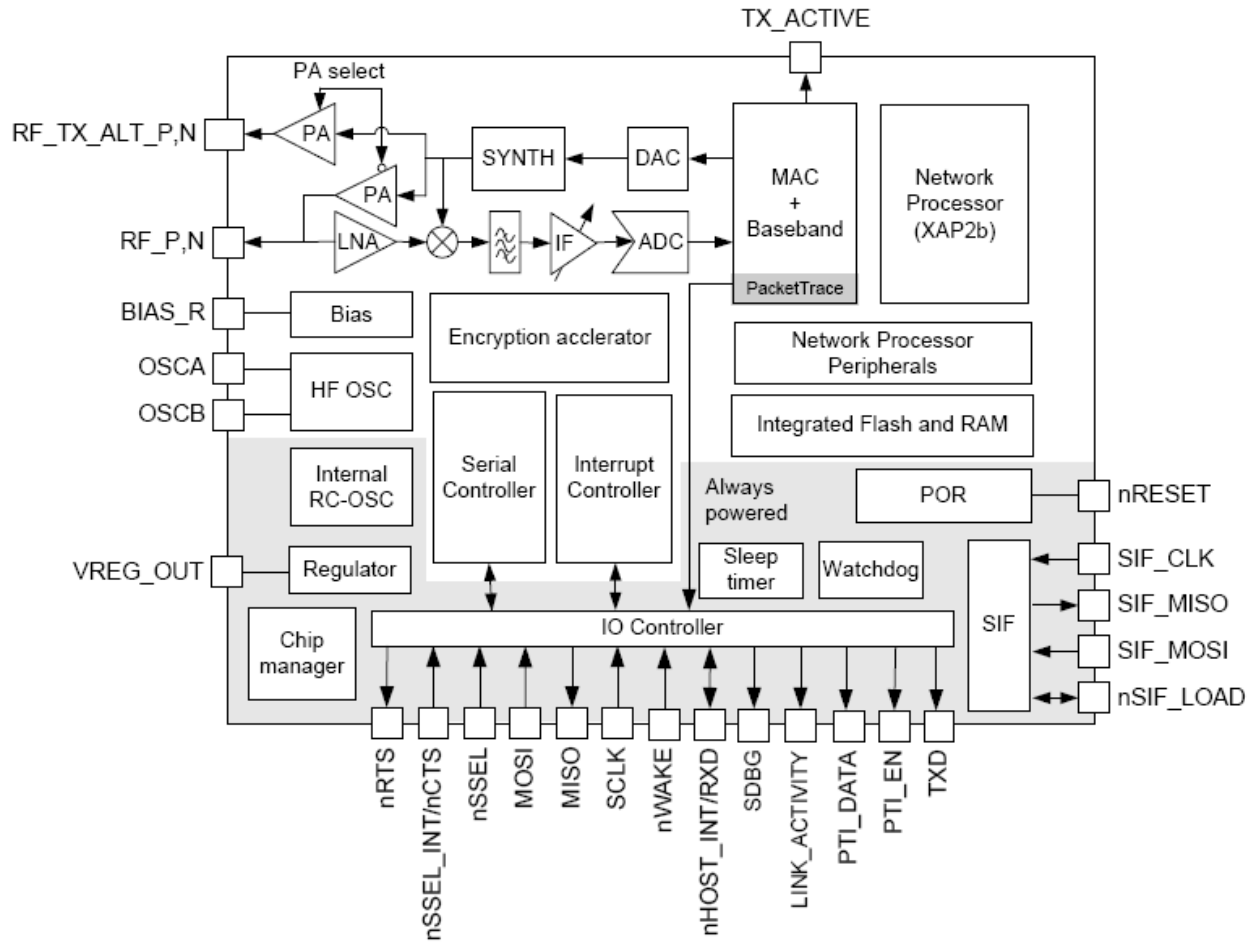 TX_ACTIVE
PA select
RF_TX_ALT_P,N
PA
SYNTH
DAC
MAC
+
Baseband
Network
Processor
(XAP2b)
PA
RF_P,N
LNA
IF
ADC
PacketTrace
BIAS_R
Bias
Encryption acclerator
Network Processor
Peripherals
OSCA
HF OSC
OSCB
Integrated Flash and RAM
Internal
RC-OSC
Serial
Controller
Interrupt
Controller
Always
powered
POR
nRESET
VREG_OUT
Regulator
Sleep
timer
Watchdog
SIF
SIF_CLK
SIF_MISO
SIF_MOSI
nSIF_LOAD
IO Controller
Chip
manager
nRTS
nSSEL_INT/nCTS
nSSEL
MOSI
MISO
SCLK
nWAKE
nHOST_INT/RXD
SDBG
LINK_ACTIVITY
PTI_DATA
PTI_EN
TXD